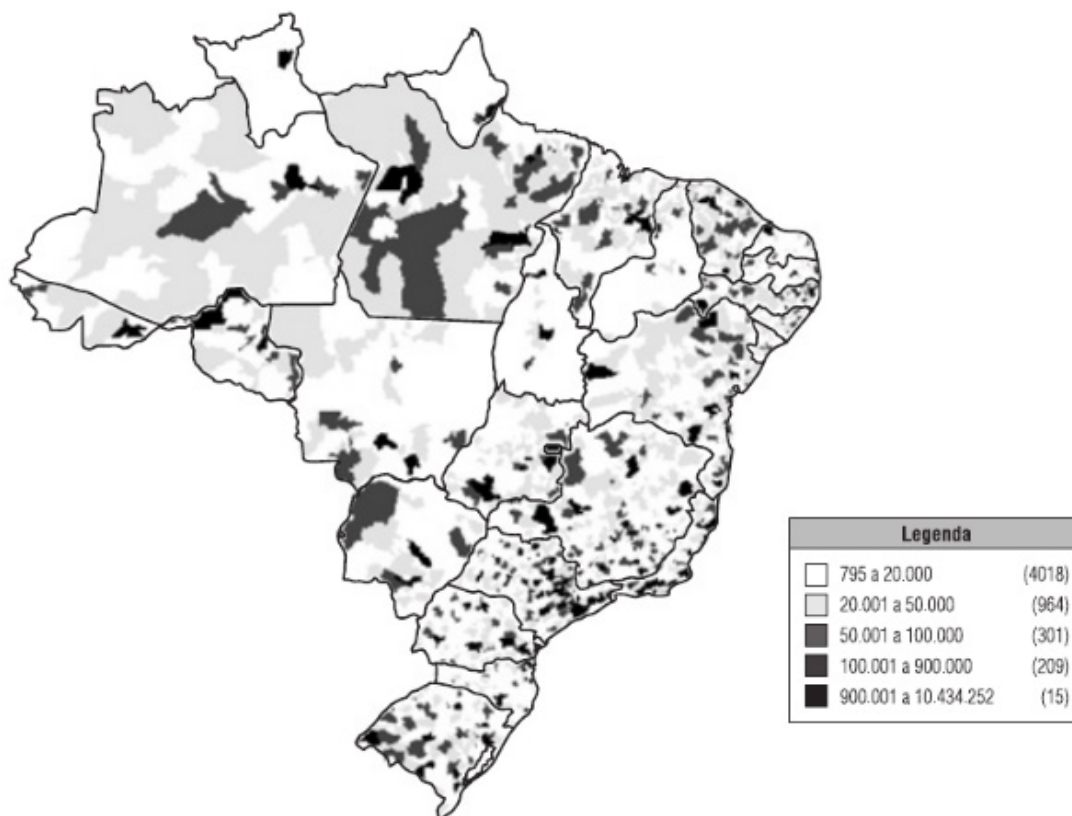 Legenda
795 a 20.000 (4018)
20.001 a 50.000 (964)
50.001 a 100.000 (301)
100.001 a 900.000 (209)
900.001 a 10.434.252 (15)